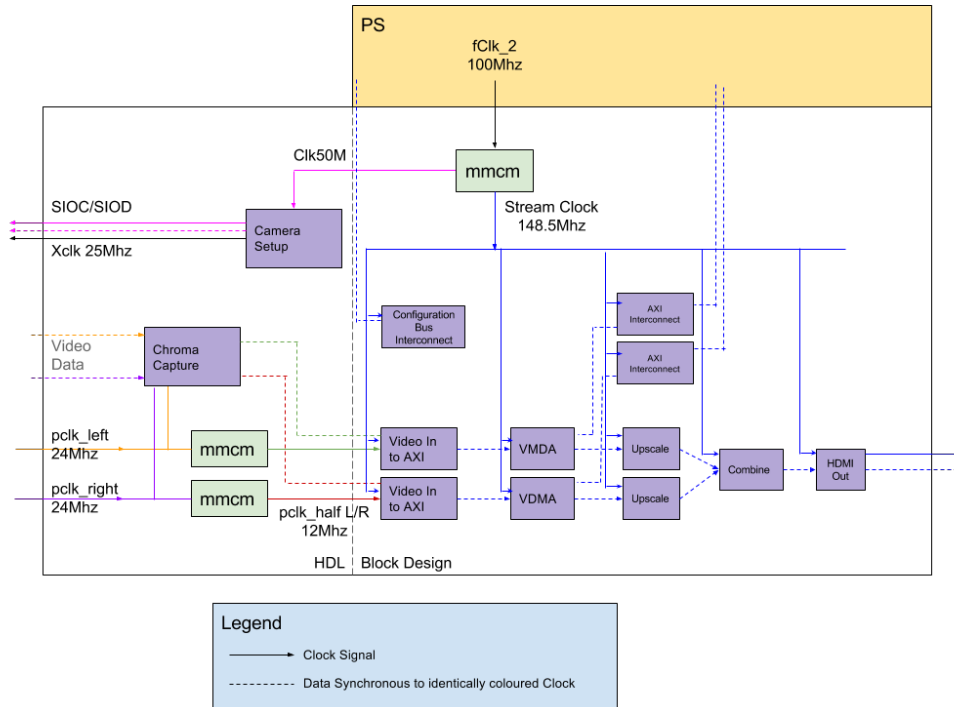 PS
fClk_2
100Mhz
Clk50M
mmcm
SIOC/SIOD
Camera
Setup
Xclk 25Mhz
Stream Clock
148.5Mhz
Configuration
Bus
Interconnect
AXI
Interconnect
AXI
Interconnect
Video
Data
Chroma
Capture
pclk_left
24Mhz
mmcm
Video In
to AXI
VMDA
Upscale
Combine
HDMI
Out
pclk_right
24Mhz
mmcm
pclk_half L/R
12Mhz
Video In
to AXI
VDMA
Upscale
HDL
Block Design
Legend
Clock Signal
Data Synchronous to identically coloured Clock